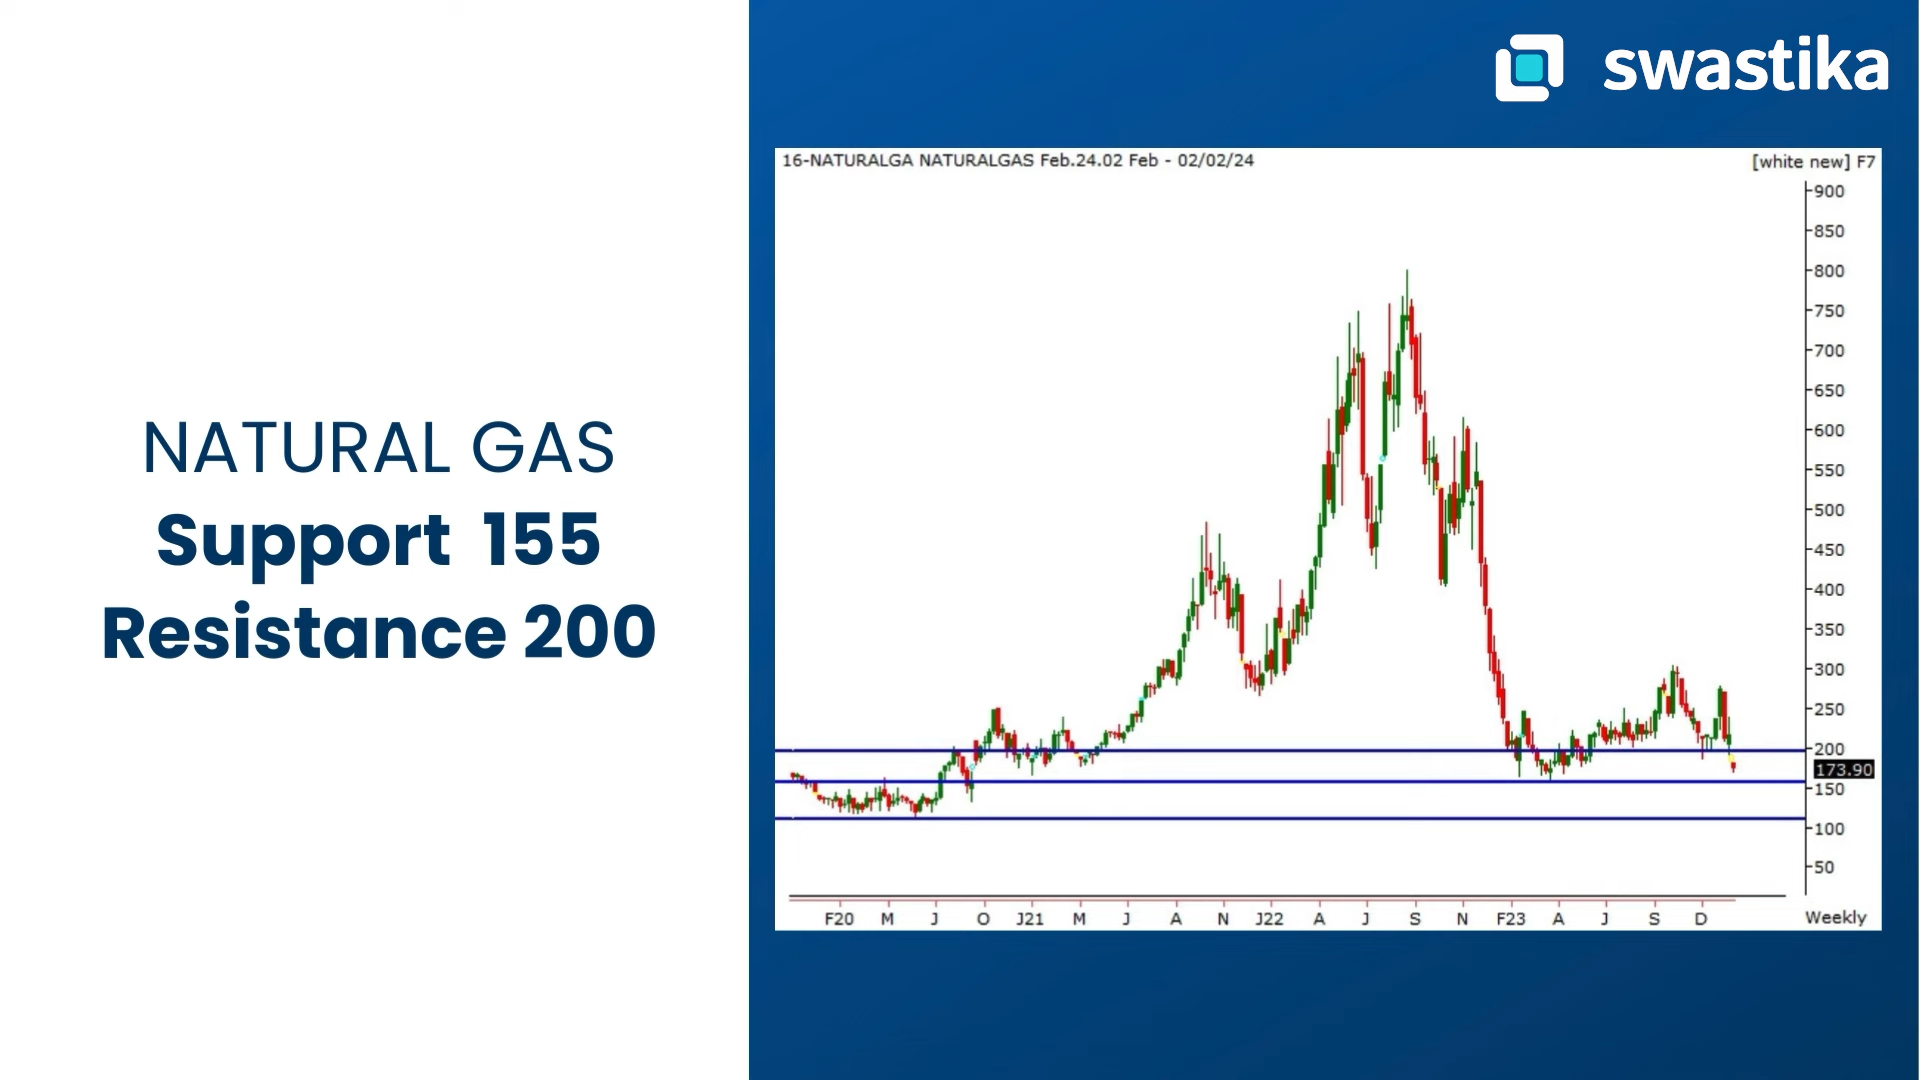 NATURAL GAS
Support 155
Resistance 200
swastika
16-NATURALGA NATURALGAS Feb.24.02 Feb - 02/02/24
[white new] F7
900
850
800
750
700
650
600
550
500
450
400
350
300
250
200
173.90
150
100
50
F20 M J O J21 M J A N J22 A J S N F23 A J S D
Weekly